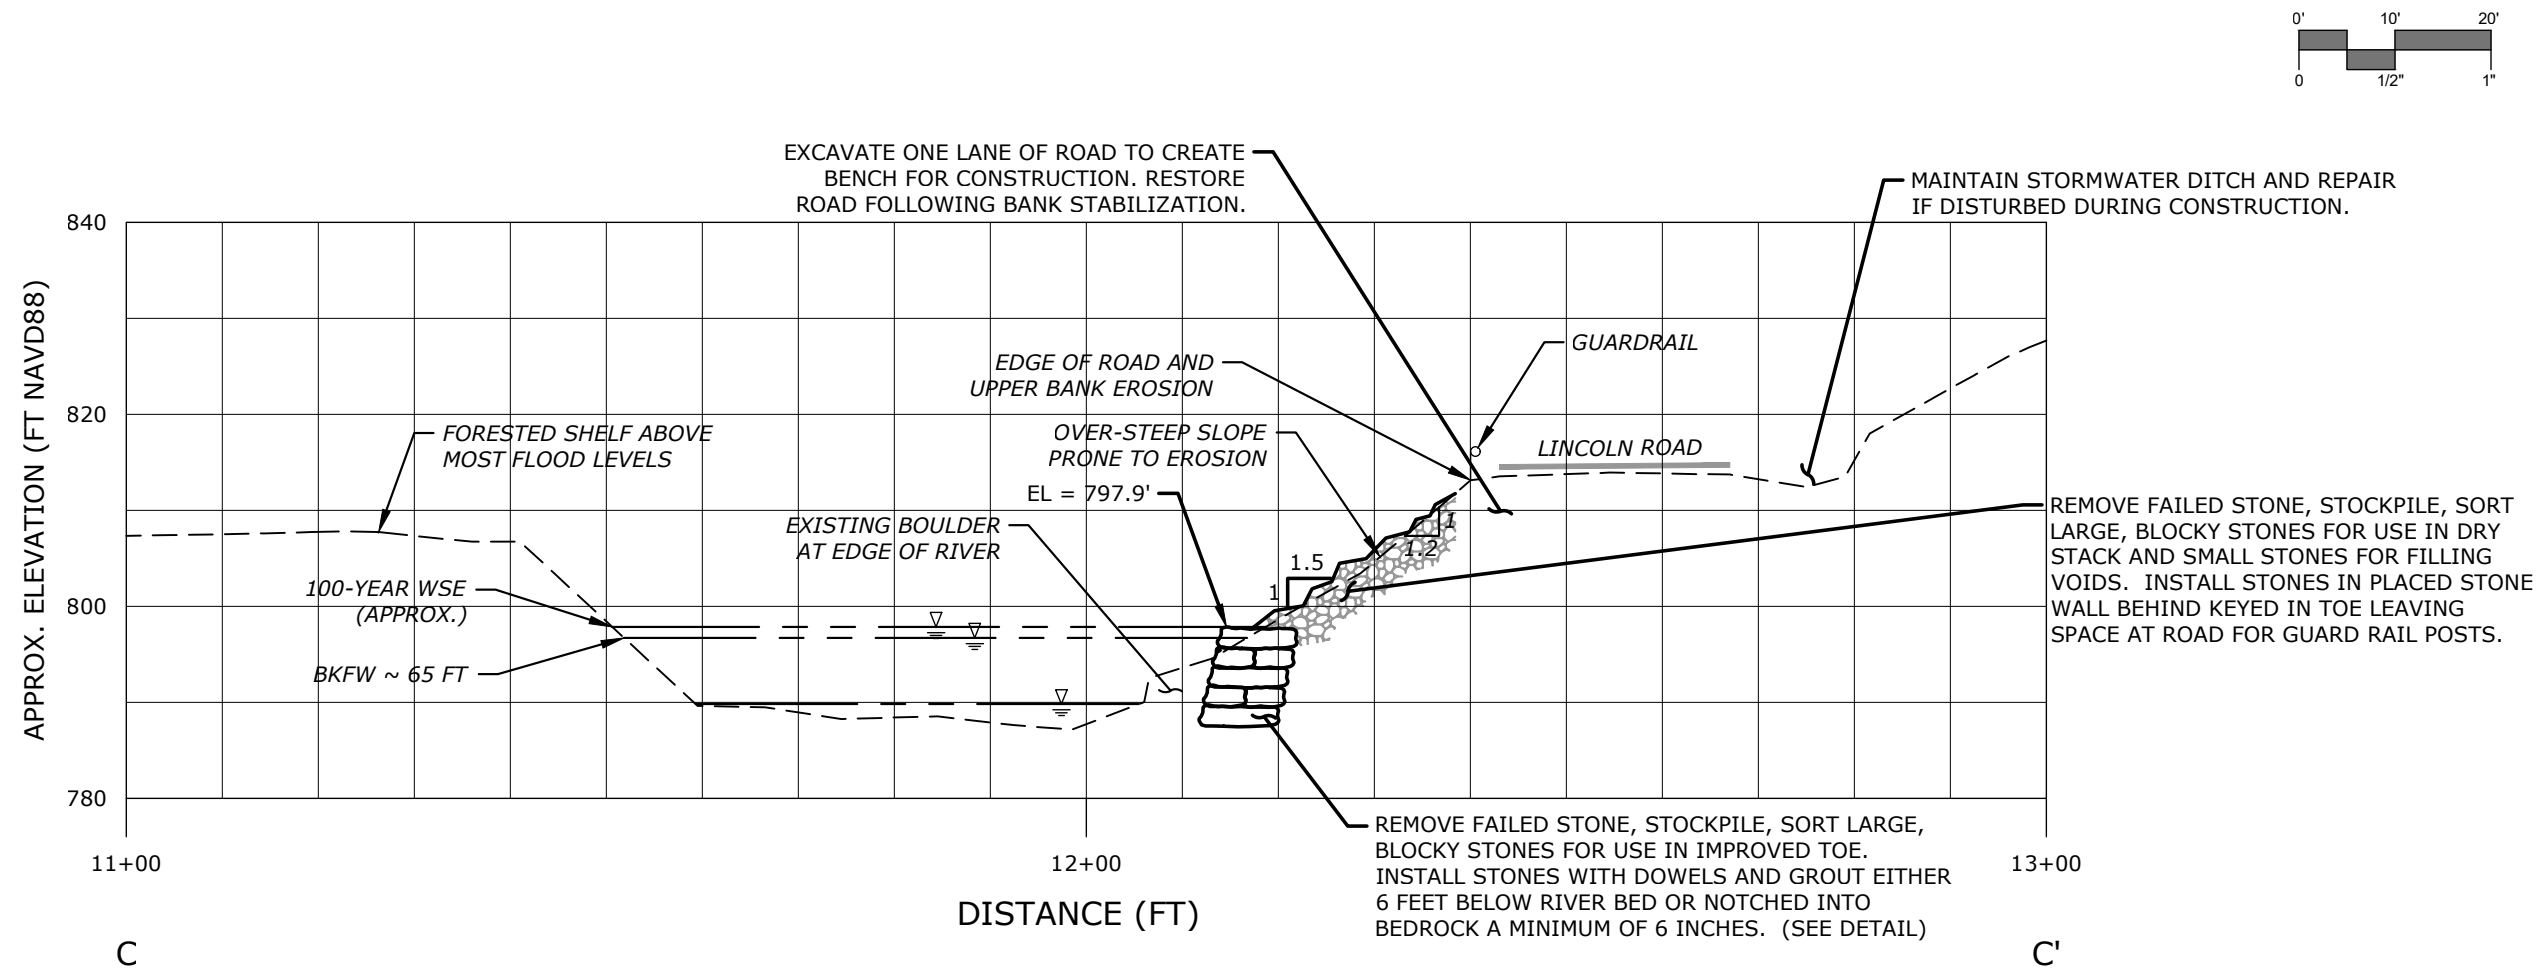 0' 10' 20'
0 1/2" 1"
EXCAVATE ONE LANE OF ROAD TO CREATE
BENCH FOR CONSTRUCTION. RESTORE
ROAD FOLLOWING BANK STABILIZATION.
MAINTAIN STORMWATER DITCH AND REPAIR
IF DISTURBED DURING CONSTRUCTION.
APPROX. ELEVATION (FT NAVD88)
840
820
800
780
GUARDRAIL
EDGE OF ROAD AND
UPPER BANK EROSION
FORESTED SHELF ABOVE
MOST FLOOD LEVELS
OVER-STEEP SLOPE
PRONE TO EROSION
LINCOLN ROAD
EL = 797.9'
EXISTING BOULDER
AT EDGE OF RIVER
1
1.2
1.5
1
100-YEAR WSE
(APPROX.)
BKFW ~ 65 FT
REMOVE FAILED STONE, STOCKPILE, SORT
LARGE, BLOCKY STONES FOR USE IN DRY
STACK AND SMALL STONES FOR FILLING
VOIDS. INSTALL STONES IN PLACED STONE
WALL BEHIND KEYED IN TOE LEAVING
SPACE AT ROAD FOR GUARD RAIL POSTS.
REMOVE FAILED STONE, STOCKPILE, SORT LARGE,
BLOCKY STONES FOR USE IN IMPROVED TOE.
INSTALL STONES WITH DOWELS AND GROUT EITHER
6 FEET BELOW RIVER BED OR NOTCHED INTO
BEDROCK A MINIMUM OF 6 INCHES. (SEE DETAIL)
11+00 12+00 13+00
DISTANCE (FT)
C C'